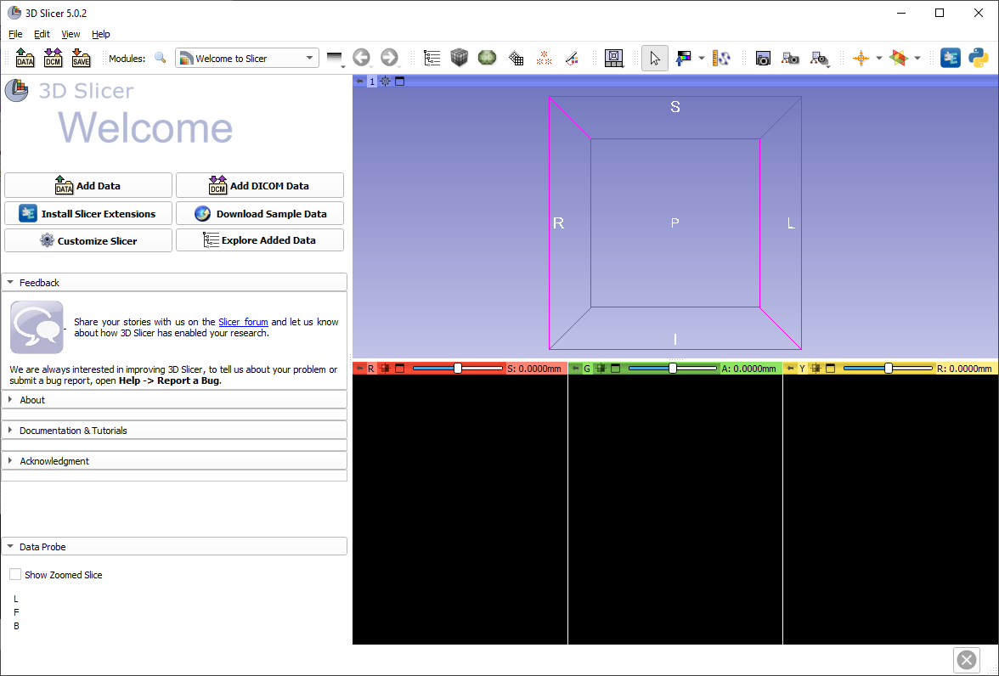 3D Slicer 5.0.2
File Edit View Help
DATA DCM SAVE Modules: Welcome to Slicer
3D Slicer
Welcome
DATA Add Data
DCM Add DICOM Data
Install Slicer Extensions
Download Sample Data
Customize Slicer
Explore Added Data
Feedback
Share your stories with us on the Slicer forum and let us know
about how 3D Slicer has enabled your research.
We are always interested in improving 3D Slicer, to tell us about your problem or
submit a bug report, open Help -> Report a Bug.
About
Documentation & Tutorials
Acknowledgment
Data Probe
Show Zoomed Slice
L
F
B
1
S
R
P
L
I
R S: 0.0000mm
G A: 0.0000mm
Y R: 0.0000mm